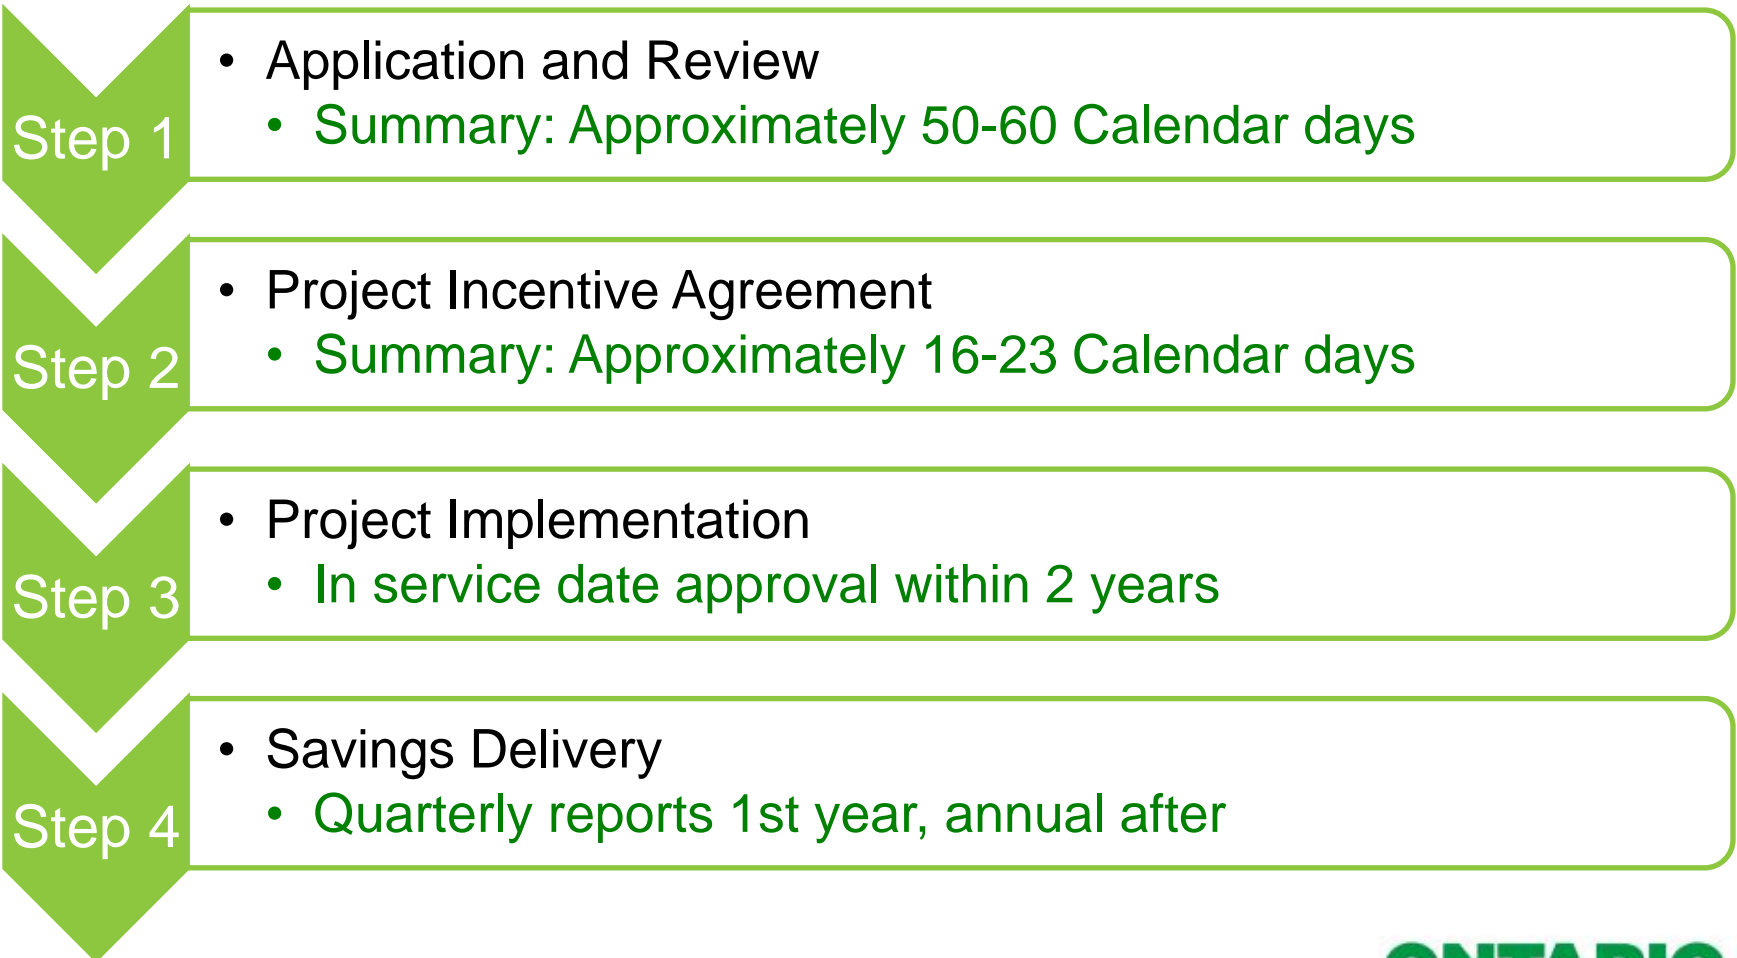 Step 1
• Application and Review
• Summary: Approximately 50-60 Calendar days
Step 2
• Project Incentive Agreement
• Summary: Approximately 16-23 Calendar days
Step 3
• Project Implementation
• In service date approval within 2 years
Step 4
• Savings Delivery
• Quarterly reports 1st year, annual after
ONTARIO